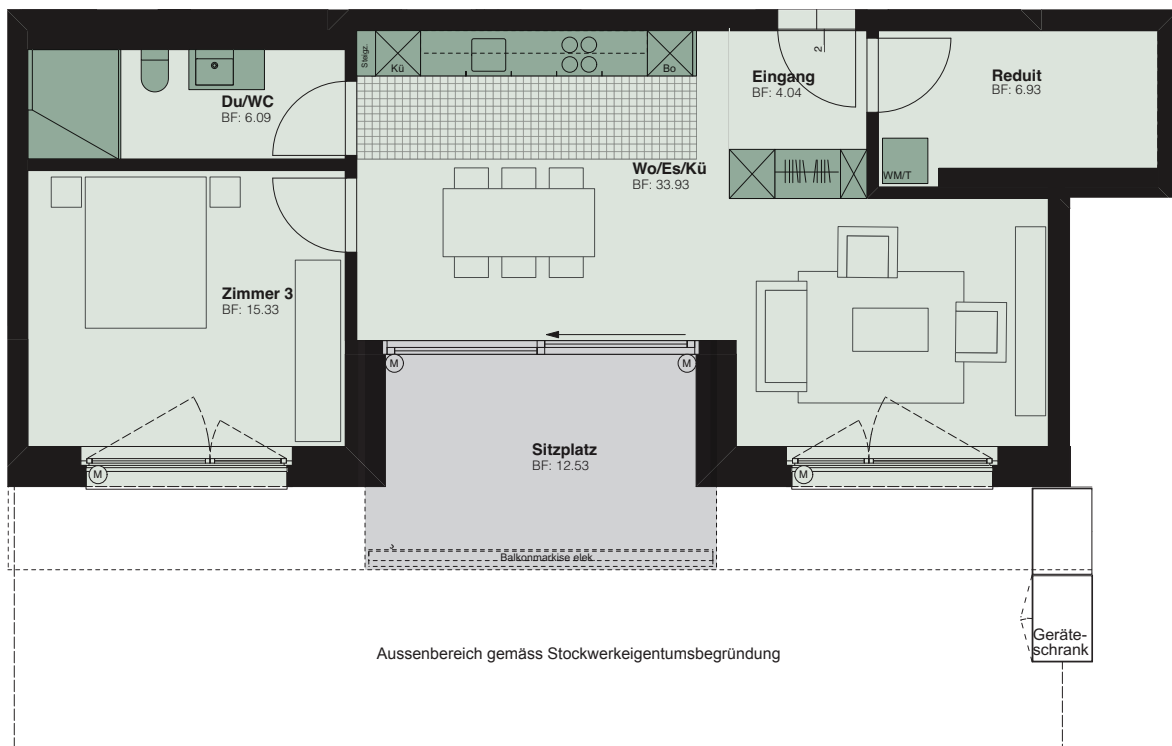 Steigz.
Kü
Bo
2
Eingang
BF: 4.04
Reduit
BF: 6.93
Du/WC
BF: 6.09
Wo/Es/Kü
BF: 33.93
WM/T
Zimmer 3
BF: 15.33
M
M
Sitzplatz
BF: 12.53
M
M
Balkonmarkise elek.
Geräte-
schrank
Aussenbereich gemäss Stockwerkeigentumsbegründung